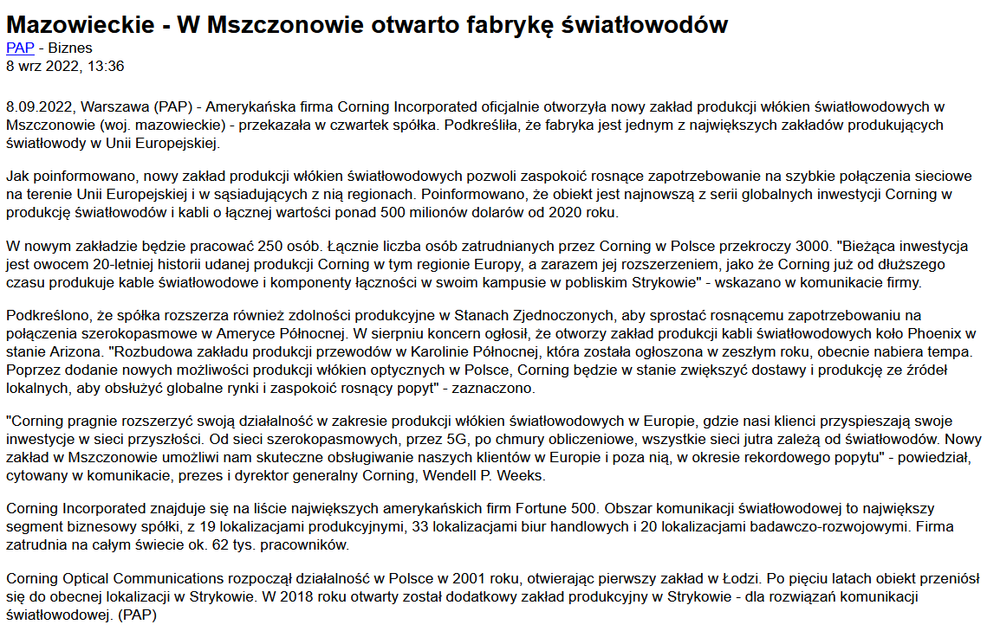 Mazowieckie - W Mszczonowie otwarto fabrykę światłowodów
PAP - Biznes
8 wrz 2022, 13:36
8.09.2022, Warszawa (PAP) - Amerykańska firma Corning Incorporated oficjalnie otworzyła nowy zakład produkcji włókien światłowodowych w
Mszczonowie (woj. mazowieckie) - przekazała w czwartek spółka. Podkreśliła, że fabryka jest jednym z największych zakładów produkujących
światłowody w Unii Europejskiej.
Jak poinformowano, nowy zakład produkcji włókien światłowodowych pozwoli zaspokoić rosnące zapotrzebowanie na szybkie połączenia sieciowe
na terenie Unii Europejskiej i w sąsiadujących z nią regionach. Poinformowano, że obiekt jest najnowszą z serii globalnych inwestycji Corning w
produkcję światłowodów i kabli o łącznej wartości ponad 500 milionów dolarów od 2020 roku.
W nowym zakładzie będzie pracować 250 osób. Łącznie liczba osób zatrudnianych przez Corning w Polsce przekroczy 3000. "Bieżąca inwestycja
jest owocem 20-letniej historii udanej produkcji Corning w tym regionie Europy, a zarazem jej rozszerzeniem, jako że Corning już od dłuższego
czasu produkuje kable światłowodowe i komponenty łączności w swoim kampusie w pobliskim Strykowie" - wskazano w komunikacie firmy.
Podkreślono, że spółka rozszerza również zdolności produkcyjne w Stanach Zjednoczonych, aby sprostać rosnącemu zapotrzebowaniu na
połączenia szerokopasmowe w Ameryce Północnej. W sierpniu koncern ogłosił, że otworzy zakład produkcji kabli światłowodowych koło Phoenix w
stanie Arizona. "Rozbudowa zakładu produkcji przewodów w Karolinie Północnej, która została ogłoszona w zeszłym roku, obecnie nabiera tempa.
Poprzez dodanie nowych możliwości produkcji włókien optycznych w Polsce, Corning będzie w stanie zwiększyć dostawy i produkcję ze źródeł
lokalnych, aby obsłużyć globalne rynki i zaspokoić rosnący popyt" - zaznaczono.
"Corning pragnie rozszerzyć swoją działalność w zakresie produkcji włókien światłowodowych w Europie, gdzie nasi klienci przyspieszają swoje
inwestycje w sieci przyszłości. Od sieci szerokopasmowych, przez 5G, po chmury obliczeniowe, wszystkie sieci jutra zależą od światłowodów. Nowy
zakład w Mszczonowie umożliwi nam skuteczne obsługiwanie naszych klientów w Europie i poza nią, w okresie rekordowego popytu" - powiedział,
cytowany w komunikacie, prezes i dyrektor generalny Corning, Wendell P. Weeks.
Corning Incorporated znajduje się na liście największych amerykańskich firm Fortune 500. Obszar komunikacji światłowodowej to największy
segment biznesowy spółki, z 19 lokalizacjami produkcyjnymi, 33 lokalizacjami biur handlowych i 20 lokalizacjami badawczo-rozwojowymi. Firma
zatrudnia na całym świecie ok. 62 tys. pracowników.
Corning Optical Communications rozpoczął działalność w Polsce w 2001 roku, otwierając pierwszy zakład w Łodzi. Po pięciu latach obiekt przeniósł
się do obecnej lokalizacji w Strykowie. W 2018 roku otwarty został dodatkowy zakład produkcyjny w Strykowie - dla rozwiązań komunikacji
światłowodowej. (PAP)